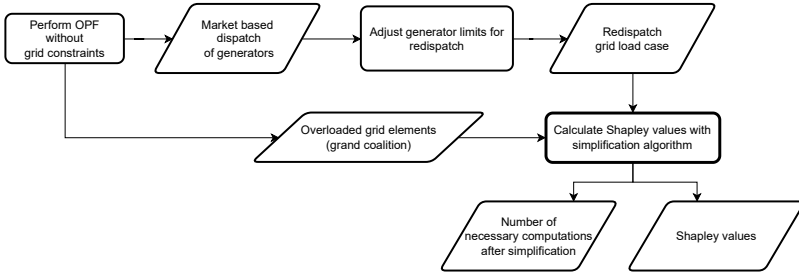 Perform OPF
without
grid constraints
Market based
dispatch
of generators
Adjust generator limits for
redispatch
Redispatch
grid load case
Overloaded grid elements
(grand coalition)
Calculate Shapley values with
simplification algorithm
Number of
necessary computations
after simplification
Shapley values